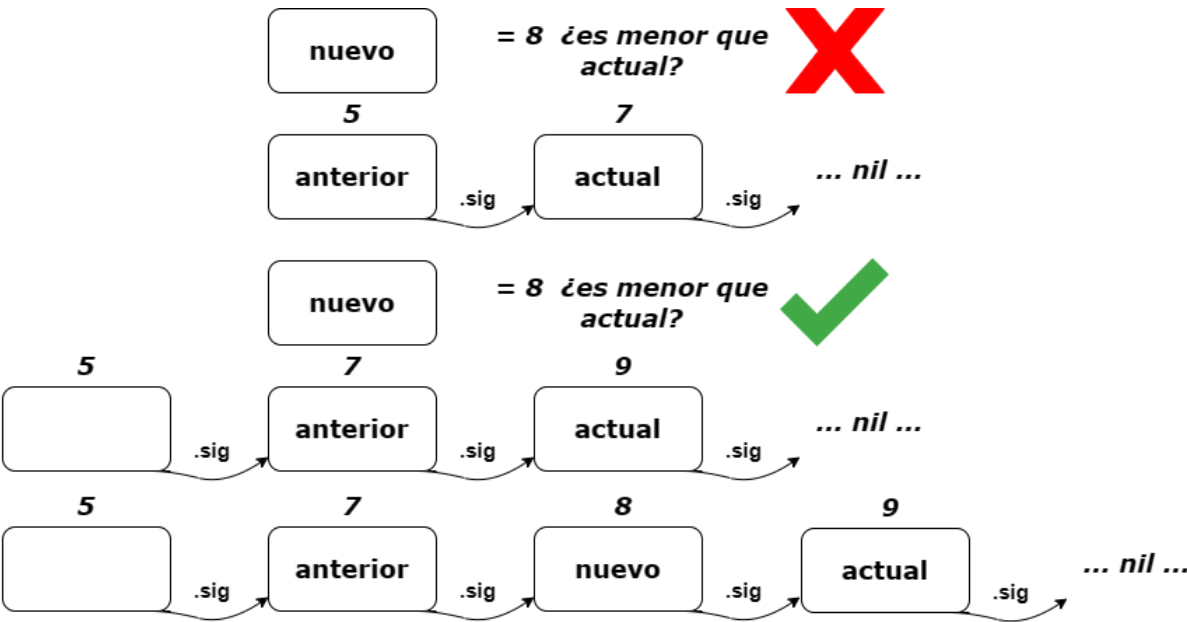 nuevo
= 8 ¿es menor que
actual?
5
7
anterior
.sig
actual
.sig
... nil ...
nuevo
= 8 ¿es menor que
actual?
5
7
9
.sig
anterior
.sig
actual
.sig
... nil ...
5
7
8
9
.sig
anterior
.sig
nuevo
.sig
actual
.sig
... nil ...